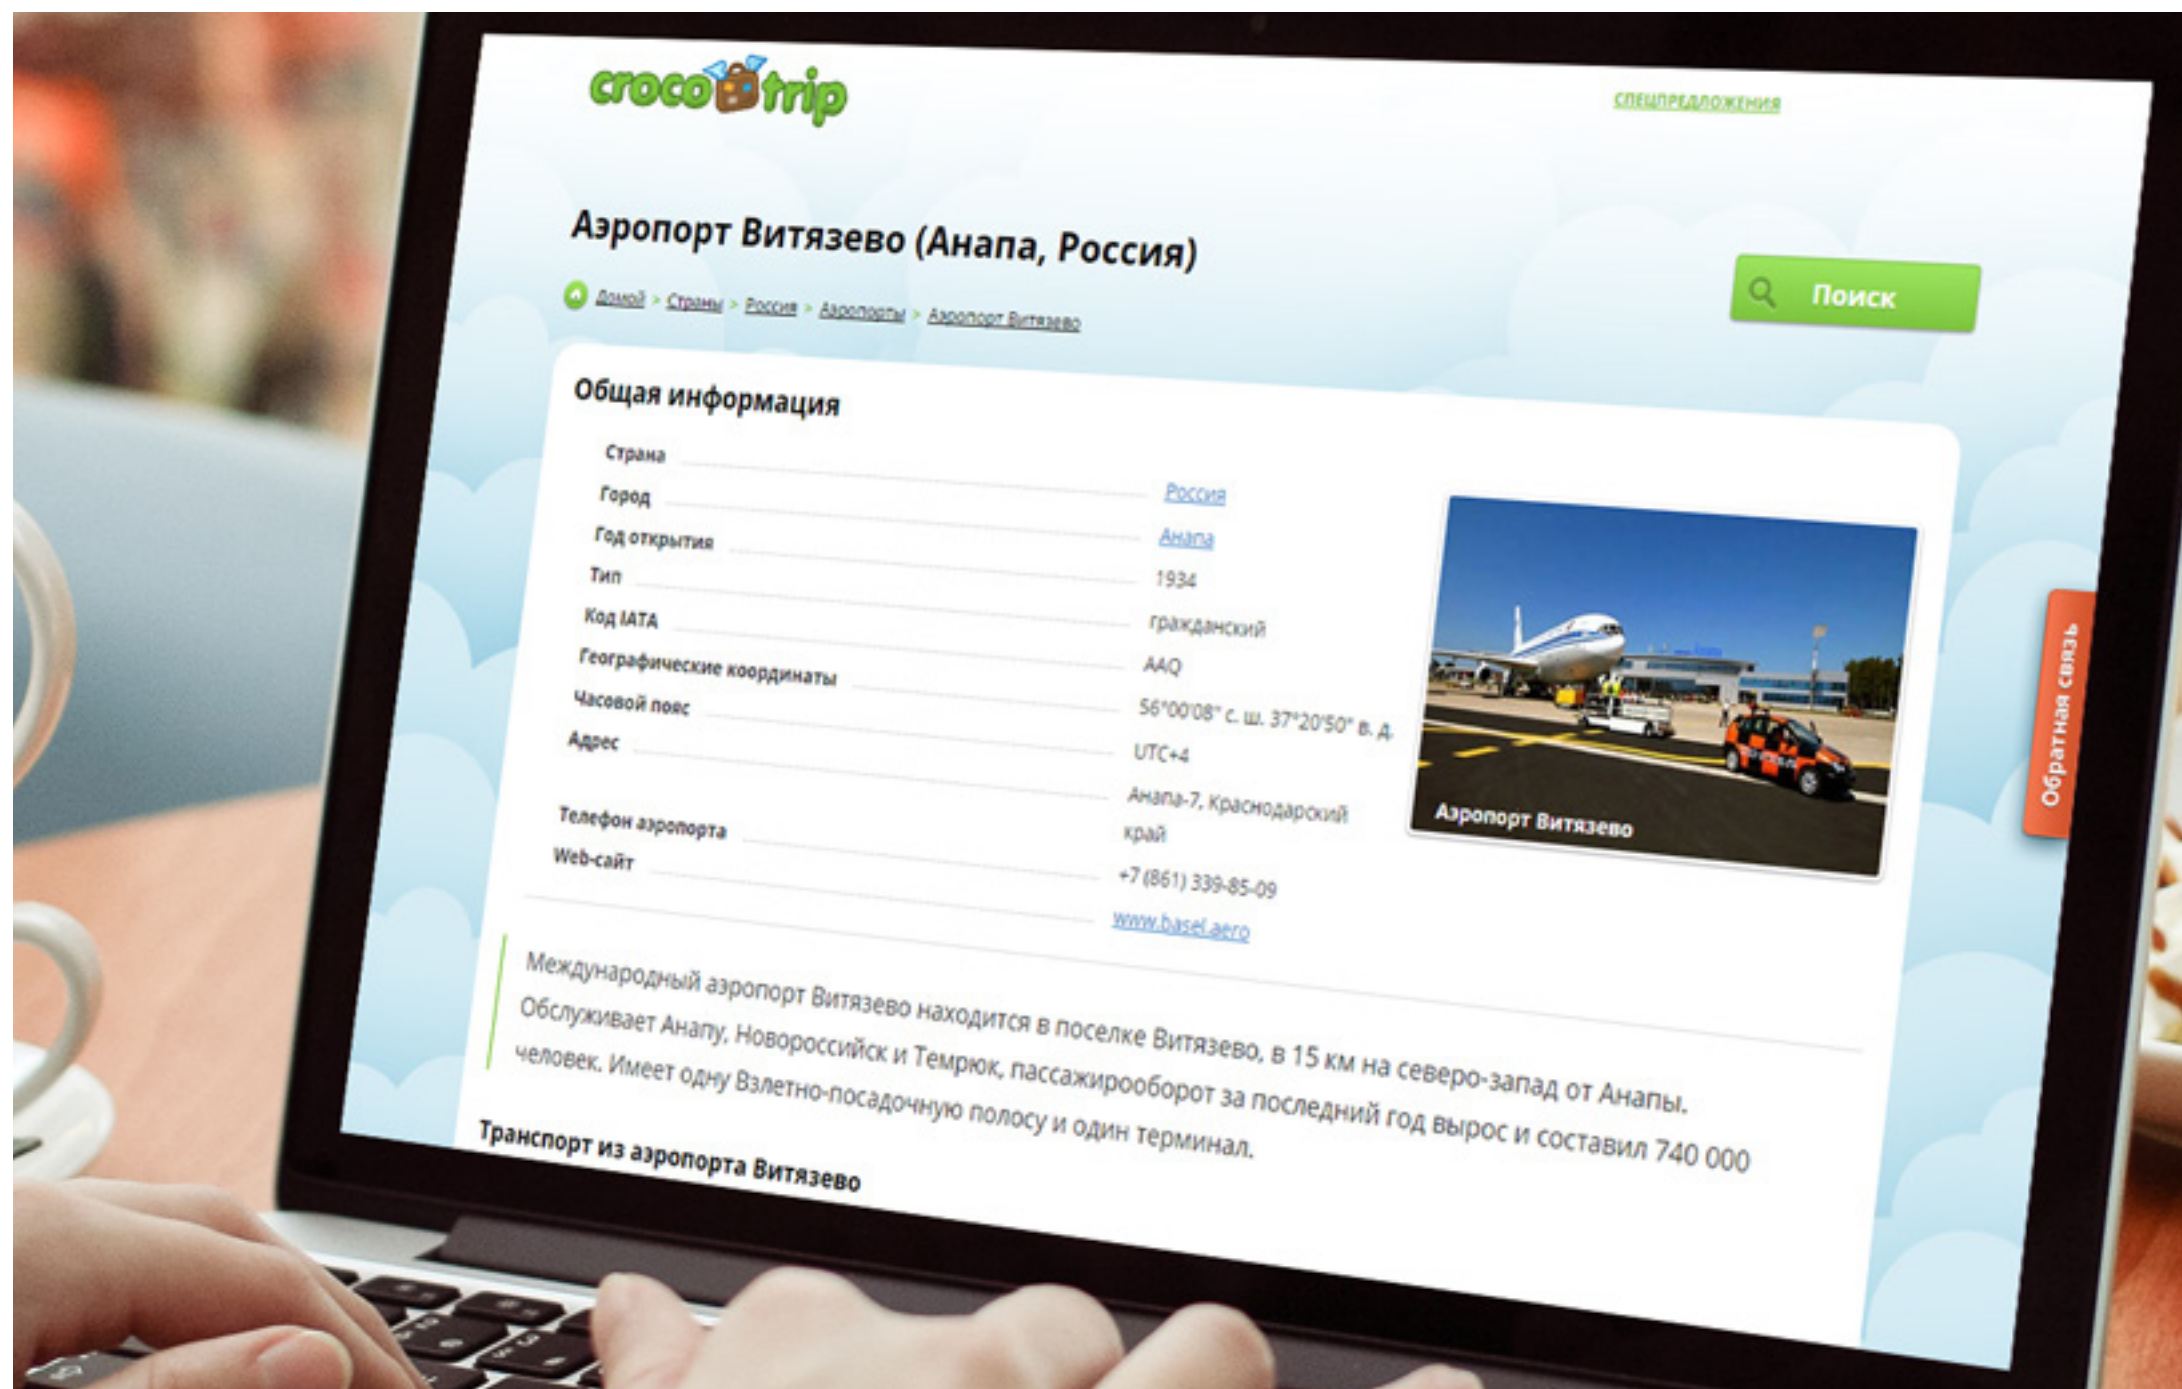 crocotrip
СПЕЦПРЕДЛОЖЕНИЯ
Аэропорт Витязево (Анапа, Россия)
Поиск
Домой > Страны > Россия > Аэропорты > Аэропорт Витязево
Общая информация
Страна Россия
Город Анапа
Год открытия 1934
Тип гражданский
Код IATA AAQ
Географические координаты 56°00'08" с. ш. 37°20'50" в. д.
Часовой пояс UTC+4
Адрес Анапа-7, Краснодарский
край
Телефон аэропорта +7 (861) 339-85-09
Web-сайт www.basel.aero
Аэропорт Витязево
Обратная связь
Международный аэропорт Витязево находится в поселке Витязево, в 15 км на северо-запад от Анапы.
Обслуживает Анапу, Новороссийск и Темрюк, пассажирооборот за последний год вырос и составил 740 000
человек. Имеет одну Взлетно-посадочную полосу и один терминал.
Транспорт из аэропорта Витязево